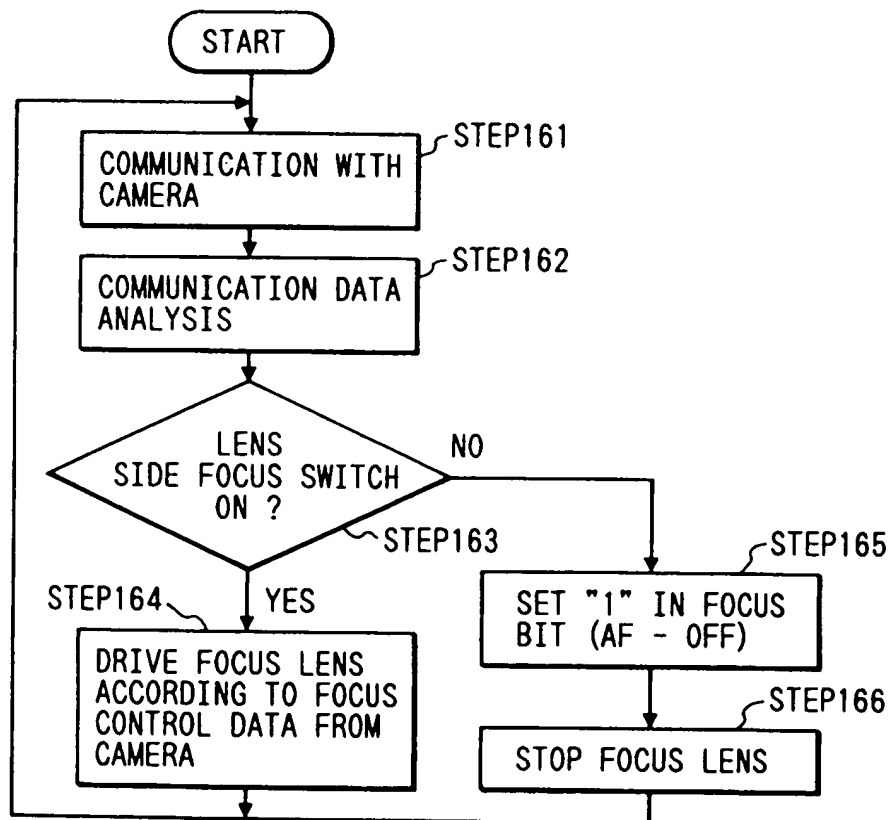 START
STEP161
COMMUNICATION WITH
CAMERA
STEP162
COMMUNICATION DATA
ANALYSIS
LENS
SIDE FOCUS SWITCH
ON ?
NO
STEP163
YES
STEP164
DRIVE FOCUS LENS
ACCORDING TO FOCUS
CONTROL DATA FROM
CAMERA
STEP165
SET "1" IN FOCUS
BIT (AF - OFF)
STEP166
STOP FOCUS LENS